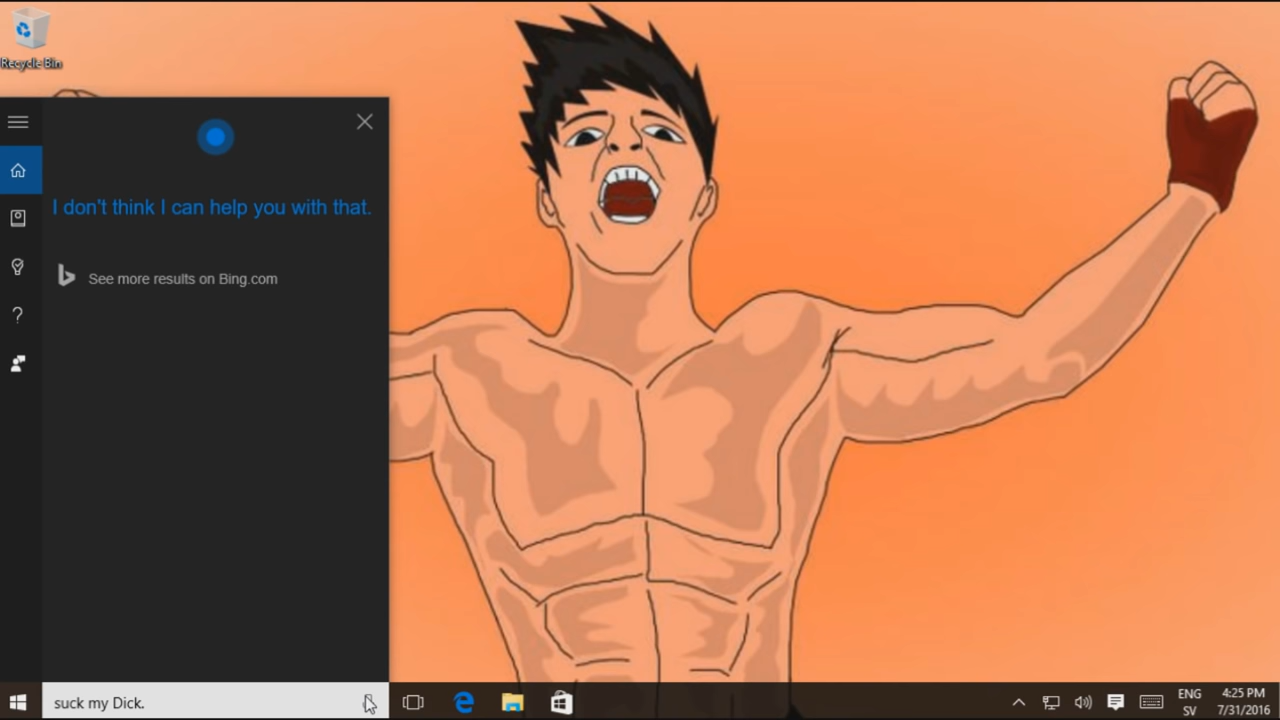 Recycle Bin
I don't think I can help you with that.
See more results on Bing.com
suck my Dick.
ENG
SV
4:25 PM
7/31/2016